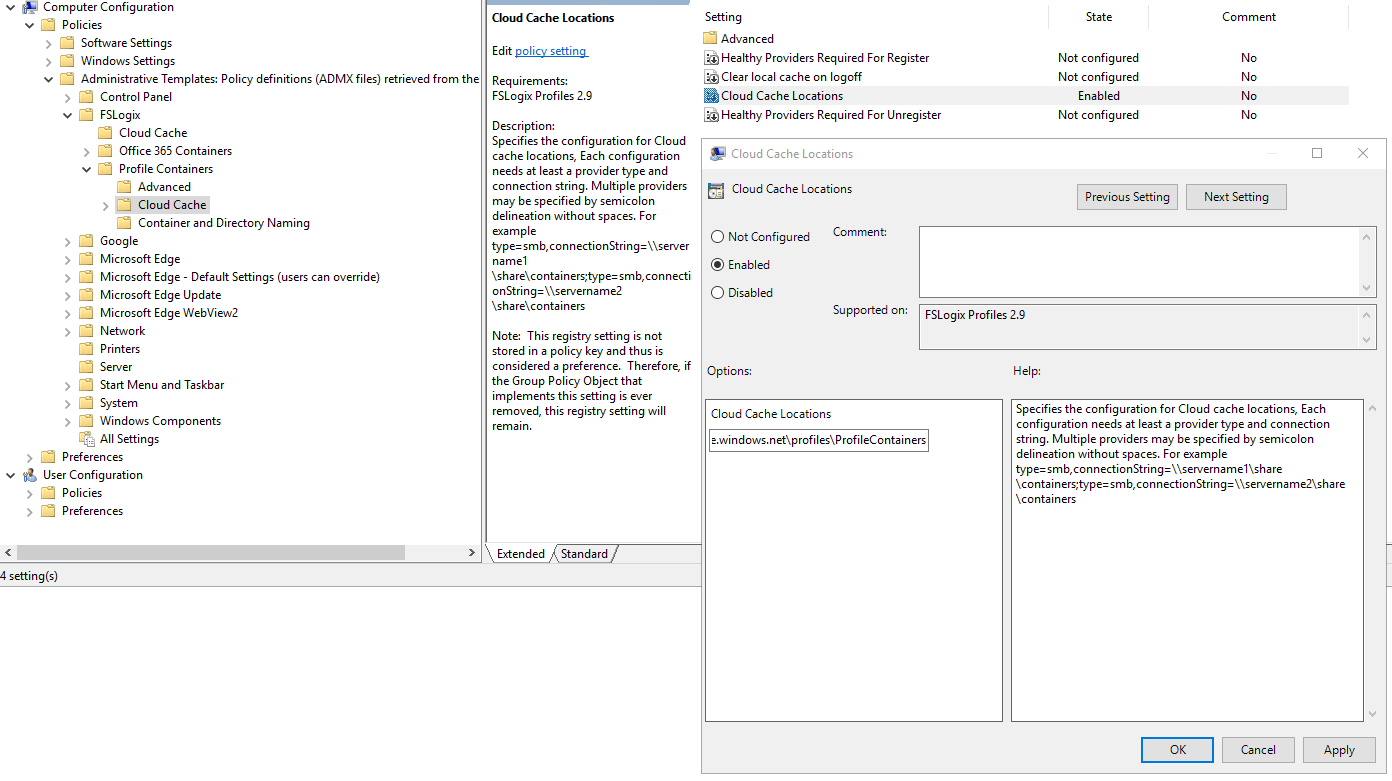 Computer Configuration
Policies
Software Settings
Windows Settings
Administrative Templates: Policy definitions (ADMX files) retrieved from the
Control Panel
FSLogix
Cloud Cache
Office 365 Containers
Profile Containers
Advanced
Cloud Cache
Container and Directory Naming
Google
Microsoft Edge
Microsoft Edge - Default Settings (users can override)
Microsoft Edge Update
Microsoft Edge WebView2
Network
Printers
Server
Start Menu and Taskbar
System
Windows Components
All Settings
Preferences
User Configuration
Policies
Preferences
4 setting(s)
Cloud Cache Locations
Edit policy setting
Requirements:
FSLogix Profiles 2.9
Description:
Specifies the configuration for Cloud
cache locations, Each configuration
needs at least a provider type and
connection string. Multiple providers
may be specified by semicolon
delineation without spaces. For
example
type=smb,connectionString=\\server
name1
\share\containers;type=smb,connecti
onString=\\servername2
\share\containers
Note: This registry setting is not
stored in a policy key and thus is
considered a preference. Therefore, if
the Group Policy Object that
implements this setting is ever
removed, this registry setting will
remain.
Extended Standard
Setting State Comment
Advanced
Healthy Providers Required For Register Not configured No
Clear local cache on logoff Not configured No
Cloud Cache Locations Enabled No
Healthy Providers Required For Unregister Not configured No
Cloud Cache Locations
Cloud Cache Locations
Previous Setting Next Setting
Not Configured
Enabled
Disabled
Comment:
Supported on: FSLogix Profiles 2.9
Options: Help:
Cloud Cache Locations
e.windows.net\profiles\ProfileContainers
Specifies the configuration for Cloud cache locations, Each
configuration needs at least a provider type and connection
string. Multiple providers may be specified by semicolon
delineation without spaces. For example
type=smb,connectionString=\\servername1\share
\containers;type=smb,connectionString=\\servername2\share
\containers
OK Cancel Apply